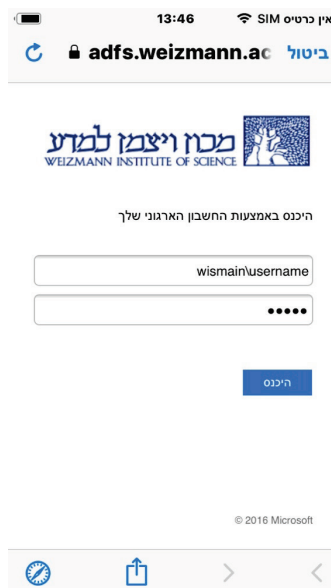 אין כרטיס SIM 13:46
ביטול adfs.weizmann.ac
מכון ויצמן למדע
WEIZMANN INSTITUTE OF SCIENCE
היכנס באמצעות החשבון הארגוני שלך
wismain\username
•••••
היכנס
© 2016 Microsoft